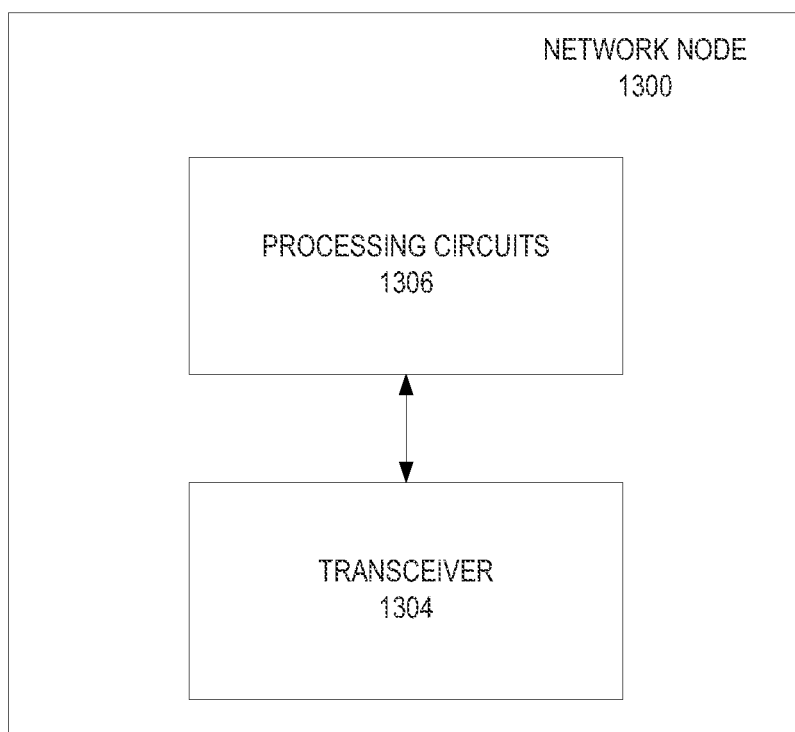 NETWORK NODE
1300
PROCESSING CIRCUITS
1306
TRANSCEIVER
1304